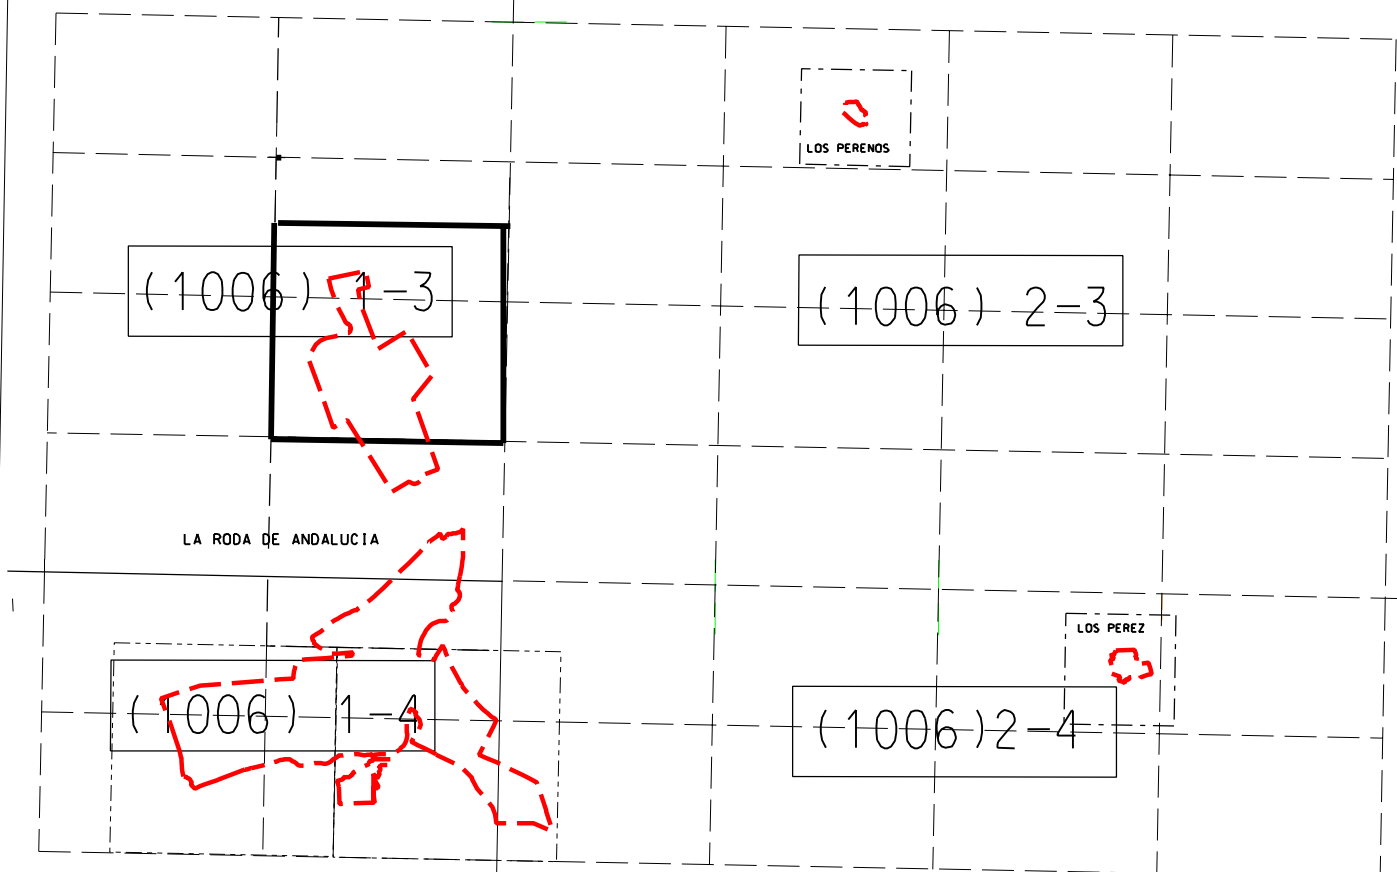 LOS PERENOS
(1006) 1-3
(1006) 2-3
LA RODA DE ANDALUCIA
LOS PEREZ
(1006) 1-4
(1006)2-4